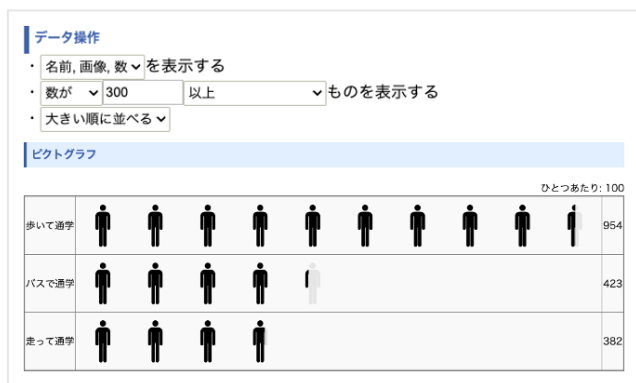 データ操作
・ 名前, 画像, 数 を表示する
・ 数が 300 以上 ものを表示する
・ 大きい順に並べる
ピクトグラフ
ひとつあたり: 100
歩いて通学 954
バスで通学 423
走って通学 382